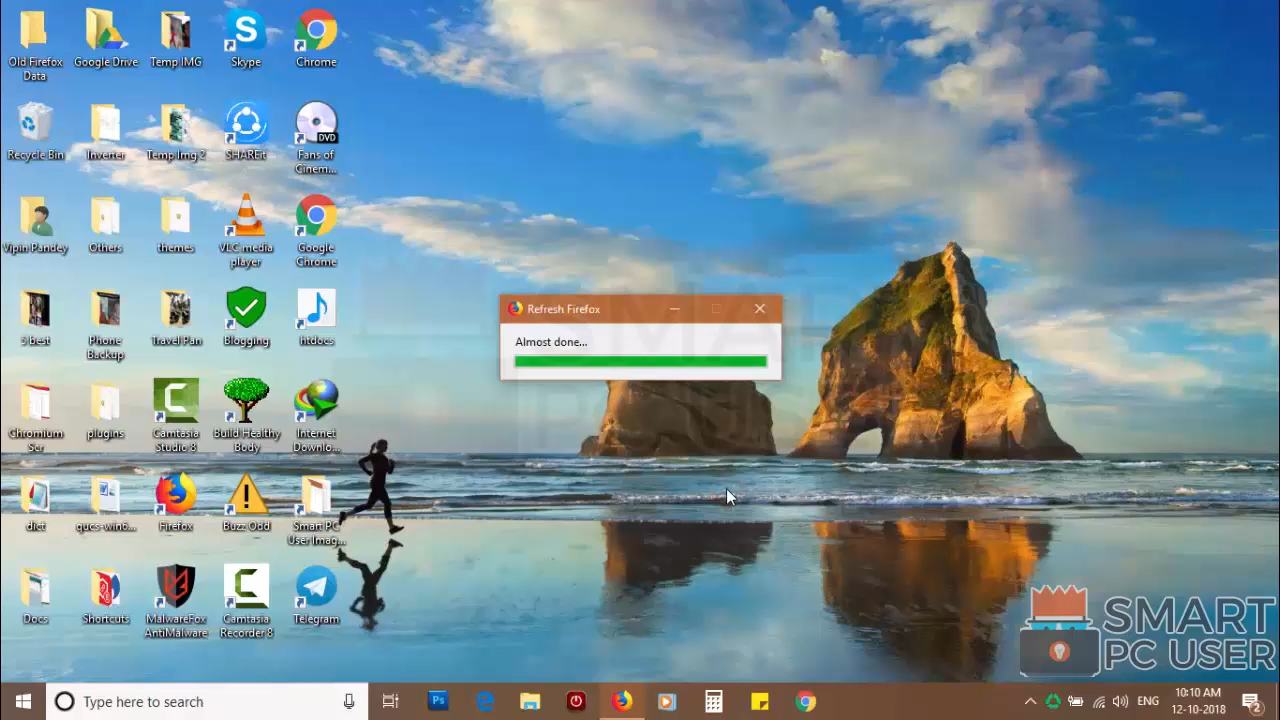 Old Firefox
Data
Google Drive
Temp IMG
Skype
Chrome
Recycle Bin
Inverter
Temp Img 2
SHAREit
DVD
Fans of
Cinem...
Vipin Pandey
Others
themes
VLC media
player
Google
Chrome
5 best
Phone
Backup
Travel Pan
Blogging
htdocs
Chromium
Scr
plugins
Camtasia
Studio 8
Build Healthy
Body
Internet
Downlo...
dict
Firefox
Buzz Odd
Smart PC
User Imag...
Docs
Shortcuts
MalwareFox
AntiMalware
Camtasia
Recorder 8
Telegram
Refresh Firefox
Almost done...
SMART
PC USER
Type here to search
Ps
ENG
10:10 AM
12-10-2018
2